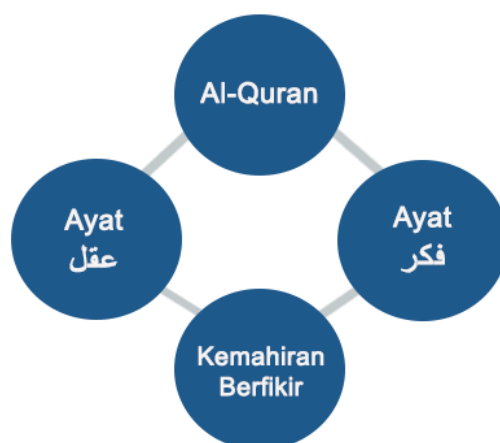 Al-Quran
Ayat
عقل
Ayat
فكر
Kemahiran
Berfikir